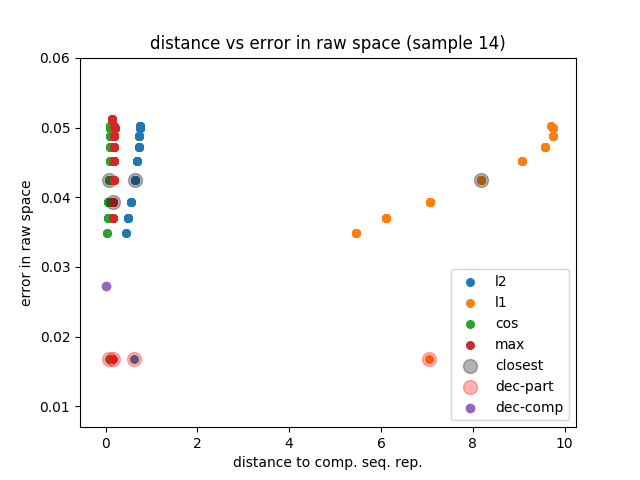 distance vs error in raw space (sample 14)
error in raw space
0.06
0.05
0.04
0.03
0.02
0.01
l2
l1
cos
max
closest
dec-part
dec-comp
0 2 4 6 8 10
distance to comp. seq. rep.